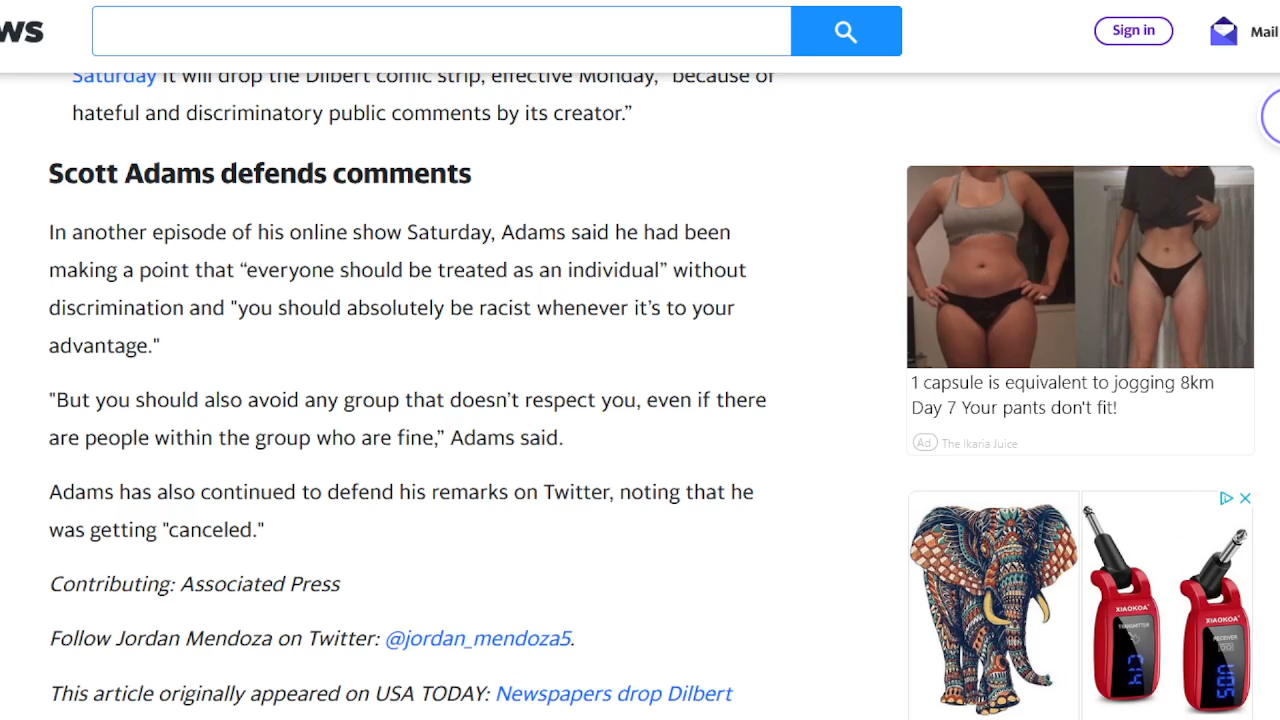 ws
Sign in
Mail
Saturday it will drop the Dilbert comic strip, effective Monday, "because of
hateful and discriminatory public comments by its creator.”
Scott Adams defends comments
In another episode of his online show Saturday, Adams said he had been
making a point that “everyone should be treated as an individual” without
discrimination and "you should absolutely be racist whenever it’s to your
advantage."
"But you should also avoid any group that doesn’t respect you, even if there
are people within the group who are fine,” Adams said.
Adams has also continued to defend his remarks on Twitter, noting that he
was getting "canceled."
Contributing: Associated Press
Follow Jordan Mendoza on Twitter: @jordan_mendoza5.
This article originally appeared on USA TODAY: Newspapers drop Dilbert
1 capsule is equivalent to jogging 8km
Day 7 Your pants don't fit!
Ad The Ikaria Juice
XIAOKOA
TRANSMITTER
XIAOKOA
RECEIVER